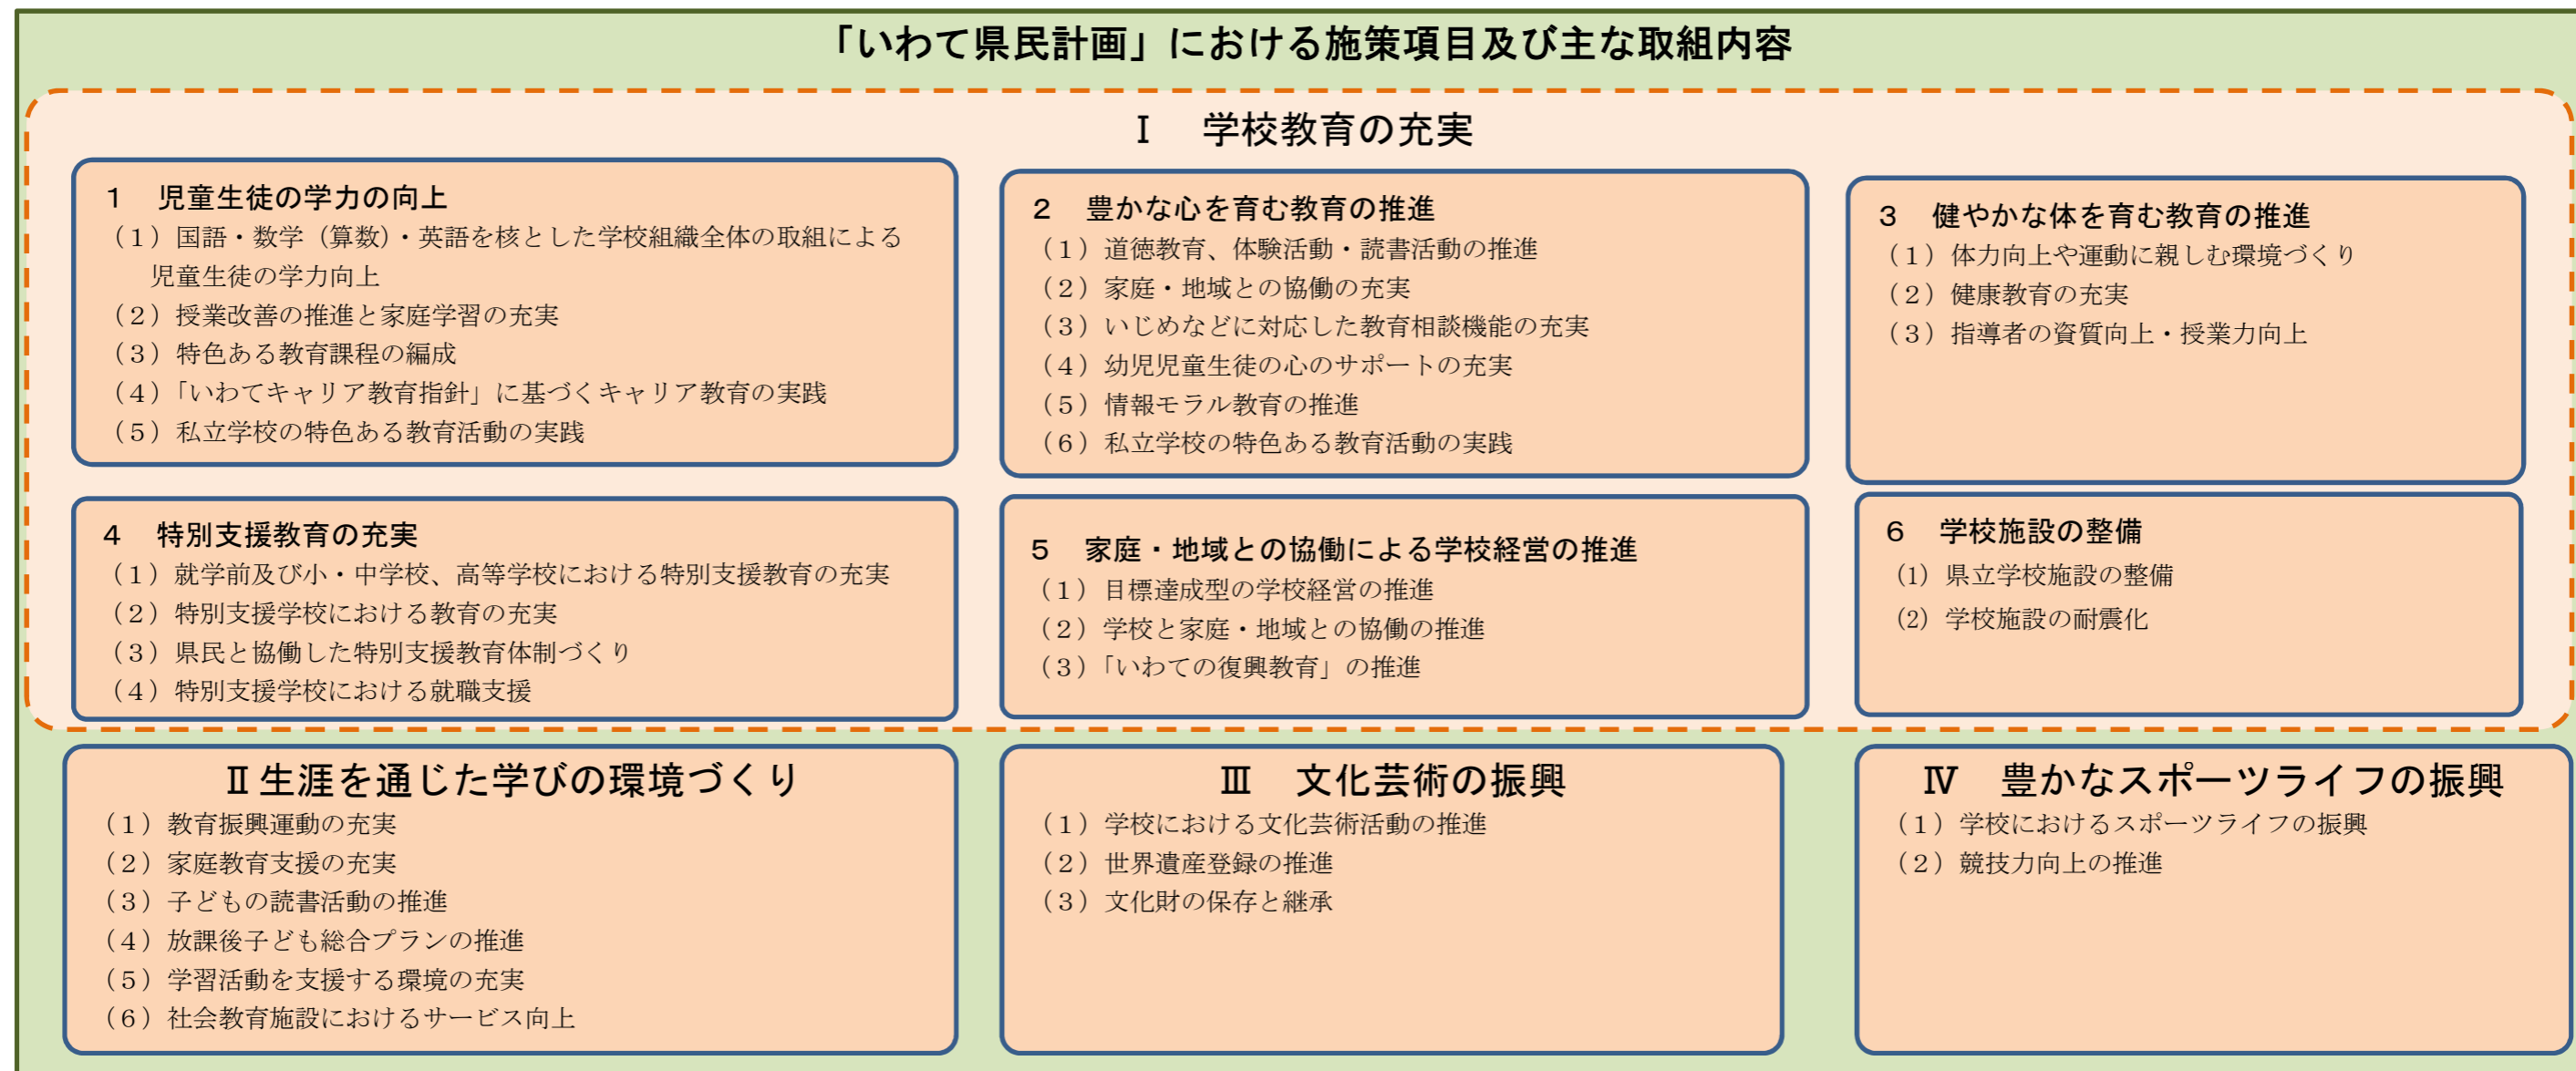 「いわて県民計画」における施策項目及び主な取組内容
Ⅰ　学校教育の充実
１　児童生徒の学力の向上
（１）国語・数学（算数）・英語を核とした学校組織全体の取組による
児童生徒の学力向上
（２）授業改善の推進と家庭学習の充実
（３）特色ある教育課程の編成
（４）「いわてキャリア教育指針」に基づくキャリア教育の実践
（５）私立学校の特色ある教育活動の実践
２　豊かな心を育む教育の推進
（１）道徳教育、体験活動・読書活動の推進
（２）家庭・地域との協働の充実
（３）いじめなどに対応した教育相談機能の充実
（４）幼児児童生徒の心のサポートの充実
（５）情報モラル教育の推進
（６）私立学校の特色ある教育活動の実践
３　健やかな体を育む教育の推進
（１）体力向上や運動に親しむ環境づくり
（２）健康教育の充実
（３）指導者の資質向上・授業力向上
４　特別支援教育の充実
（１）就学前及び小・中学校、高等学校における特別支援教育の充実
（２）特別支援学校における教育の充実
（３）県民と協働した特別支援教育体制づくり
（４）特別支援学校における就職支援
５　家庭・地域との協働による学校経営の推進
（１）目標達成型の学校経営の推進
（２）学校と家庭・地域との協働の推進
（３）「いわての復興教育」の推進
６　学校施設の整備
(1)　県立学校施設の整備
(2)　学校施設の耐震化
Ⅱ生涯を通じた学びの環境づくり
（１）教育振興運動の充実
（２）家庭教育支援の充実
（３）子どもの読書活動の推進
（４）放課後子ども総合プランの推進
（５）学習活動を支援する環境の充実
（６）社会教育施設におけるサービス向上
Ⅲ　文化芸術の振興
（１）学校における文化芸術活動の推進
（２）世界遺産登録の推進
（３）文化財の保存と継承
Ⅳ　豊かなスポーツライフの振興
（１）学校におけるスポーツライフの振興
（２）競技力向上の推進